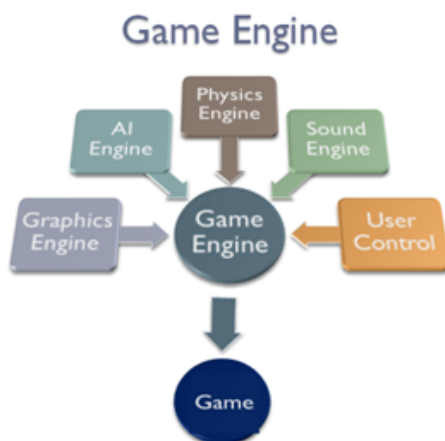 Game Engine
Physics
Engine
AI
Engine
Sound
Engine
Graphics
Engine
Game
Engine
User
Control
Game